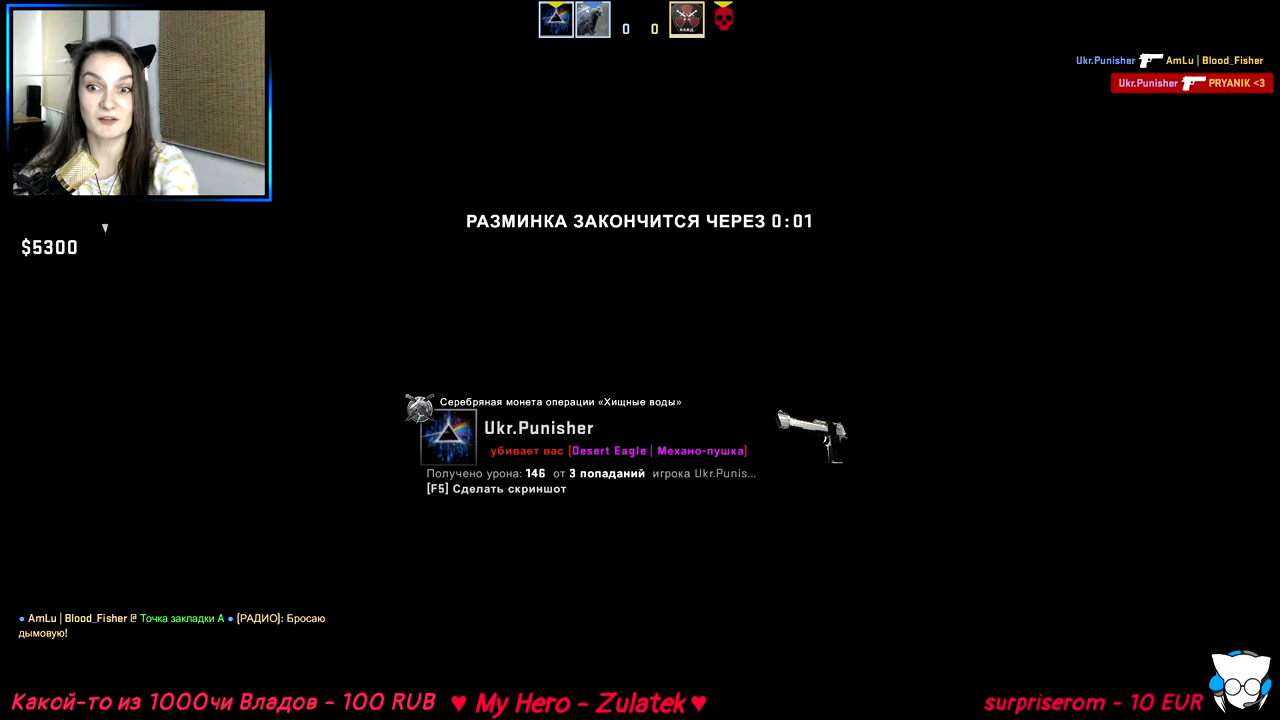 0 0
Ukr.Punisher AmLu | Blood_Fisher
Ukr.Punisher PRYANIK <3
РАЗМИНКА ЗАКОНЧИТСЯ ЧЕРЕЗ 0:01
$5300
Серебряная монета операции «Хищные воды»
Ukr.Punisher
убивает вас [Desert Eagle | Механо-пушка]
Получено урона: 146 от 3 попаданий игрока Ukr.Punis...
[F5] Сделать скриншот
● AmLu | Blood_Fisher @ Точка закладки A ● [РАДИО]: Бросаю
дымовую!
Какой-то из 1000чи Владов - 100 RUB ♥ My Hero - Zulatek ♥ surpriserom - 10 EUR